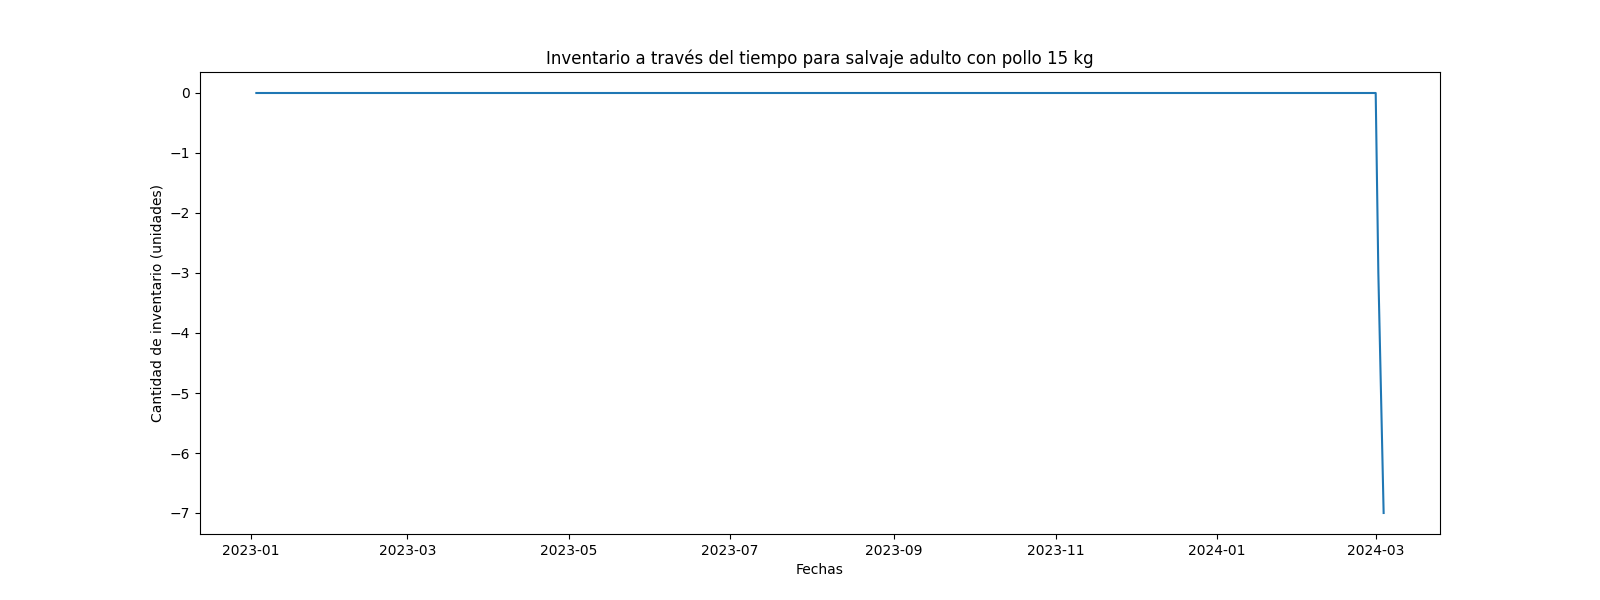 Inventario a través del tiempo para salvaje adulto con pollo 15 kg
Cantidad de inventario (unidades)
0
−1
−2
−3
−4
−5
−6
−7
2023-01 2023-03 2023-05 2023-07 2023-09 2023-11 2024-01 2024-03
Fechas